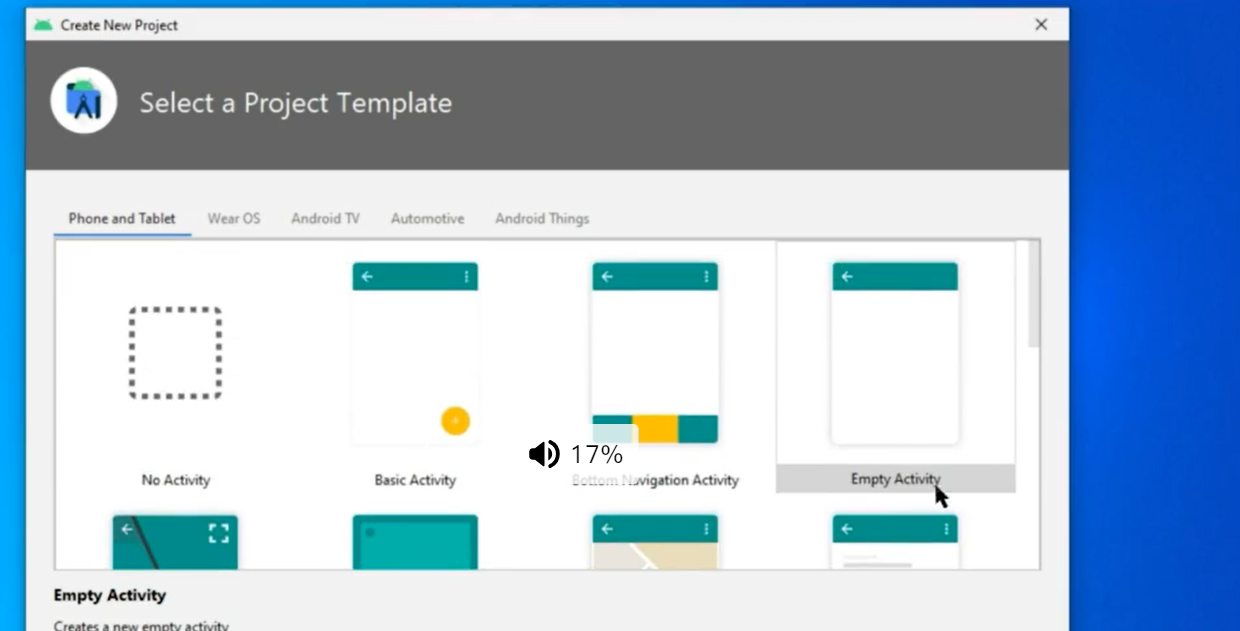 Create New Project
Select a Project Template
Phone and Tablet Wear OS Android TV Automotive Android Things
17%
No Activity Basic Activity Bottom Navigation Activity Empty Activity
Empty Activity
Creates a new empty activity